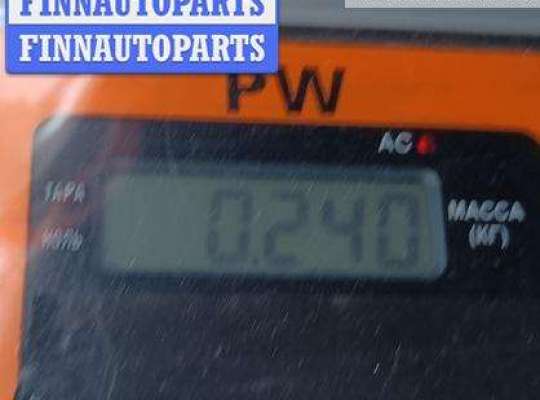 FINNAUTOPARTS
FINNAUTOPARTS
PW
AC
ТАРА
НОЛЬ
0.240
МАССА
(КГ)